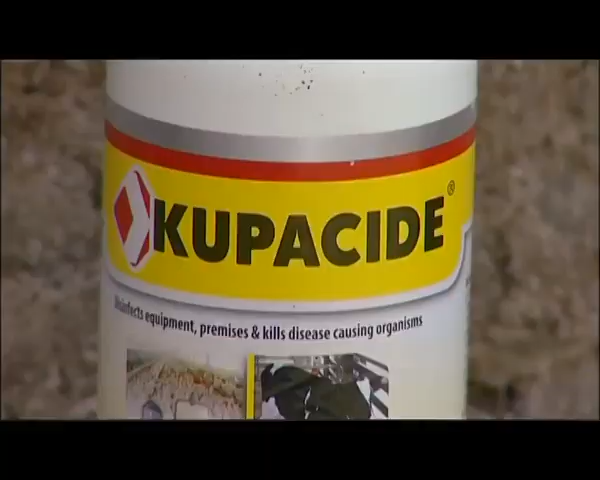 KUPACIDE®
Disinfects equipment, premises & kills disease causing organisms